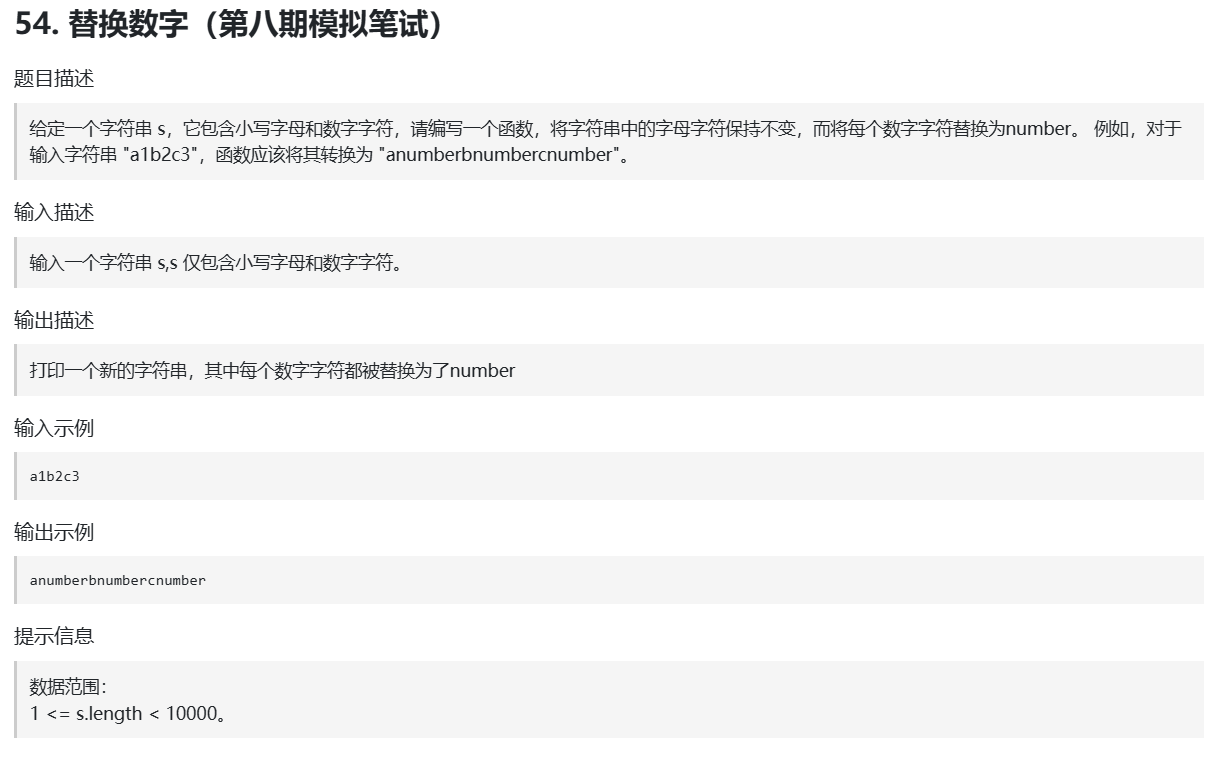 54. 替换数字（第八期模拟笔试）
题目描述
给定一个字符串 s，它包含小写字母和数字字符，请编写一个函数，将字符串中的字母字符保持不变，而将每个数字字符替换为number。 例如，对于
输入字符串 "a1b2c3"，函数应该将其转换为 "anumberbnumbercnumber"。
输入描述
输入一个字符串 s,s 仅包含小写字母和数字字符。
输出描述
打印一个新的字符串，其中每个数字字符都被替换为了number
输入示例
a1b2c3
输出示例
anumberbnumbercnumber
提示信息
数据范围：
1 <= s.length < 10000。